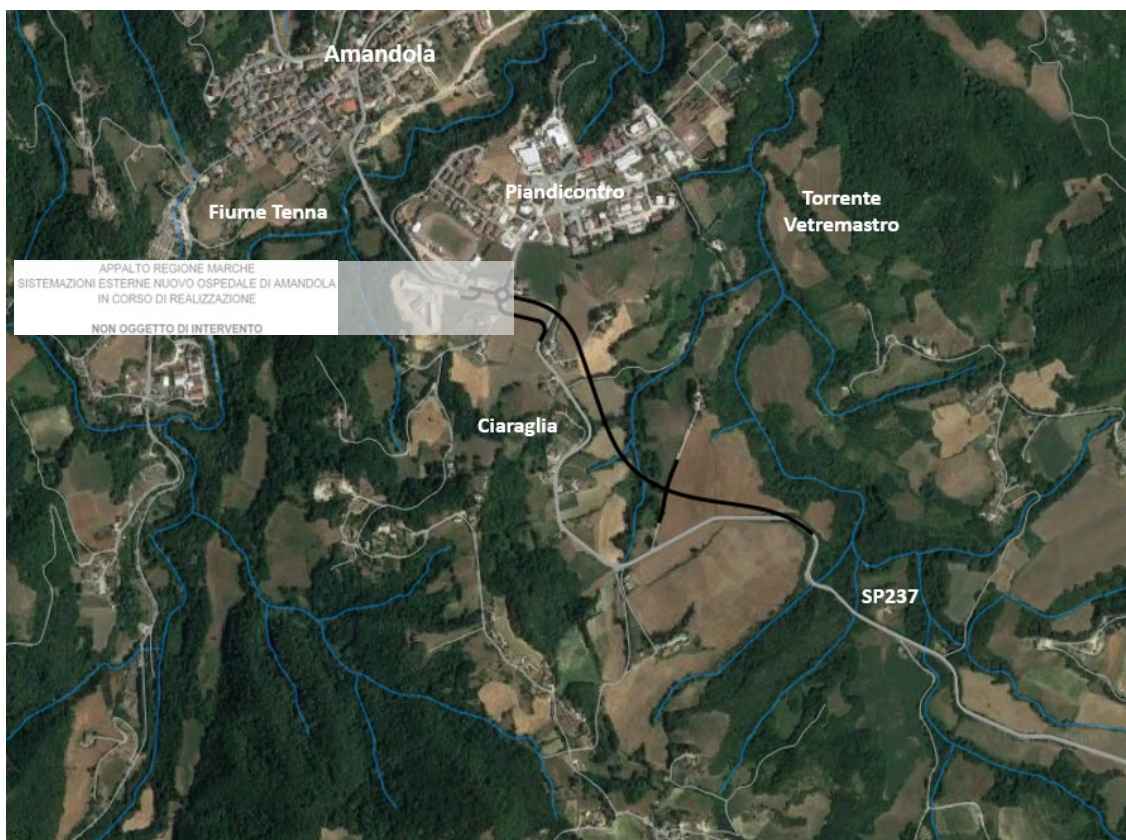 Amandola
Piandicontro
Fiume Tenna
Torrente
Vetremastro
APPALTO REGIONE MARCHE
SISTEMAZIONI ESTERNE NUOVO OSPEDALE DI AMANDOLA
IN CORSO DI REALIZZAZIONE
NON OGGETTO DI INTERVENTO
Ciaraglia
SP237